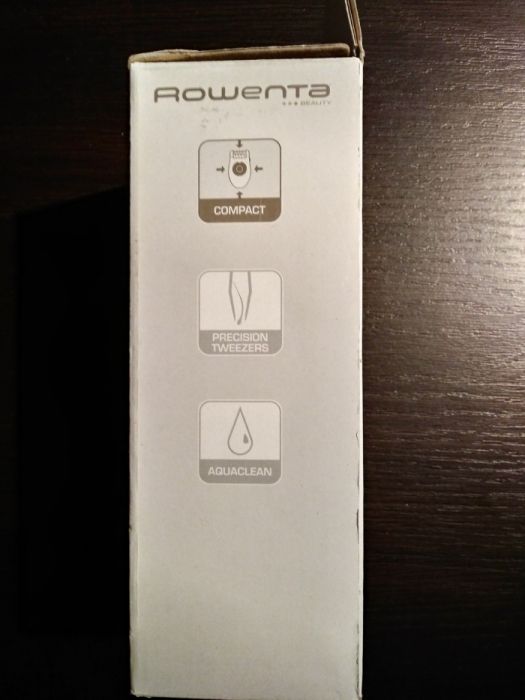 Rowenta
BEAUTY
COMPACT
PRECISION
TWEEZERS
AQUACLEAN